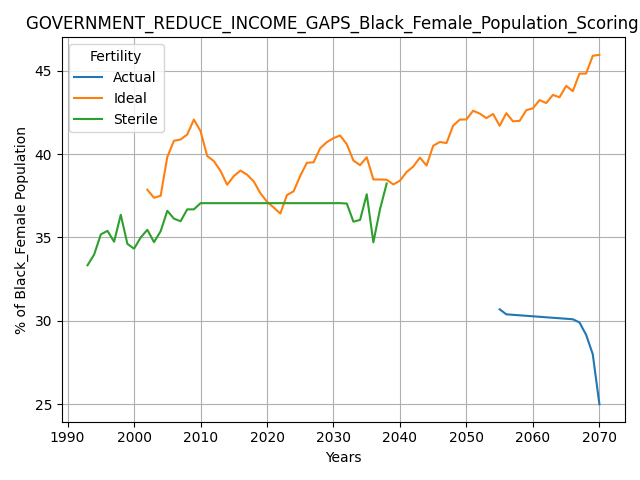 GOVERNMENT_REDUCE_INCOME_GAPS_Black_Female_Population_Scoring
Fertility
Actual
Ideal
Sterile
% of Black_Female Population
45
40
35
30
25
1990 2000 2010 2020 2030 2040 2050 2060 2070
Years